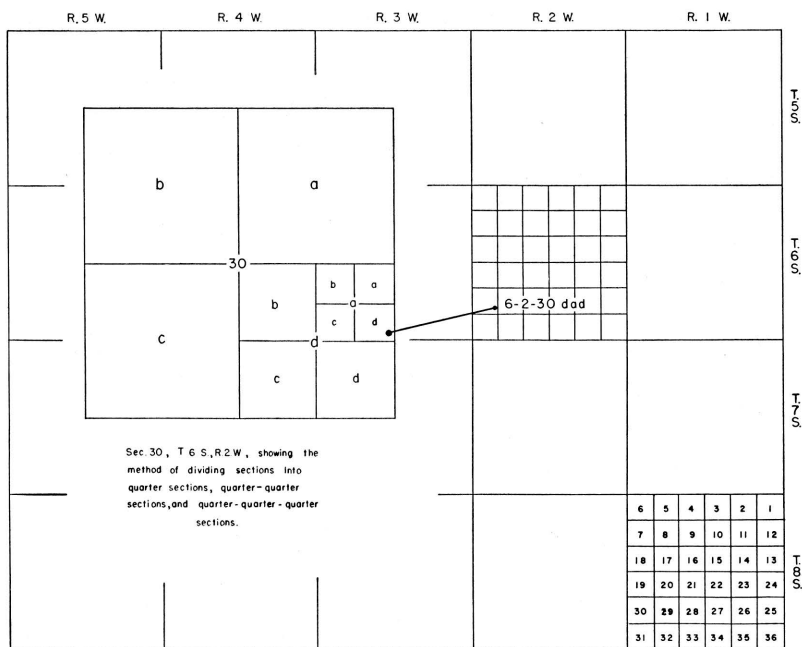 R. 5 W. R. 4 W. R. 3 W. R. 2 W. R. 1 W.
T. 5 S.
b a
T. 6 S.
30
b a
b a
6-2-30 dad
c d
c d
c d
T. 7 S.
Sec. 30, T 6 S., R. 2 W, showing the
method of dividing sections into
quarter sections, quarter-quarter
sections, and quarter-quarter-quarter
sections.
6 5 4 3 2 1
7 8 9 10 11 12
18 17 16 15 14 13
T. 8 S.
19 20 21 22 23 24
30 29 28 27 26 25
31 32 33 34 35 36